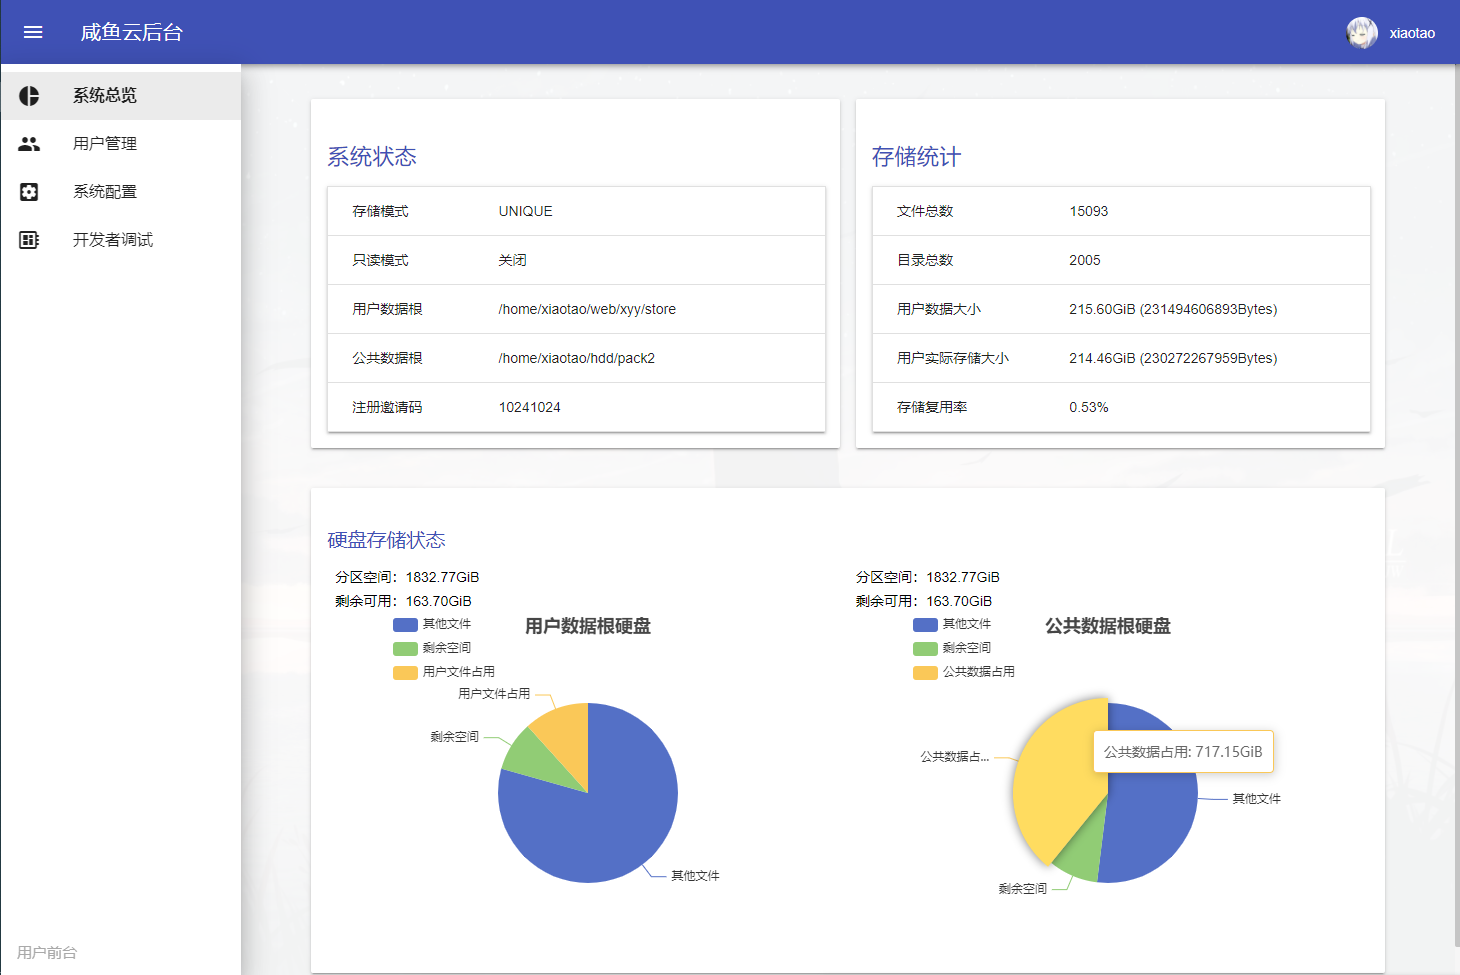 咸鱼云后台
xiaotao
系统总览
用户管理
系统配置
开发者调试
用户前台
系统状态
存储模式 UNIQUE
只读模式 关闭
用户数据根 /home/xiaotao/web/xyy/store
公共数据根 /home/xiaotao/hdd/pack2
注册邀请码 10241024
存储统计
文件总数 15093
目录总数 2005
用户数据大小 215.60GiB (231494606893Bytes)
用户实际存储大小 214.46GiB (230272267959Bytes)
存储复用率 0.53%
硬盘存储状态
分区空间：1832.77GiB
剩余可用：163.70GiB
用户数据根硬盘
其他文件
剩余空间
用户文件占用
用户文件占用
剩余空间
其他文件
分区空间：1832.77GiB
剩余可用：163.70GiB
公共数据根硬盘
其他文件
剩余空间
公共数据占用
公共数据占...
公共数据占用: 717.15GiB
其他文件
剩余空间